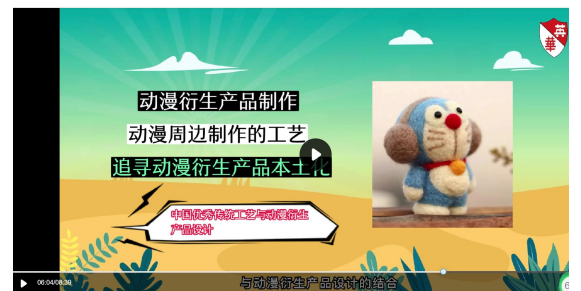 英
華
动漫衍生产品制作
动漫周边制作的工艺
追寻动漫衍生产品本土化
中国优秀传统工艺与动漫衍生
产品设计
与动漫衍生产品设计的结合
06:04/08:39